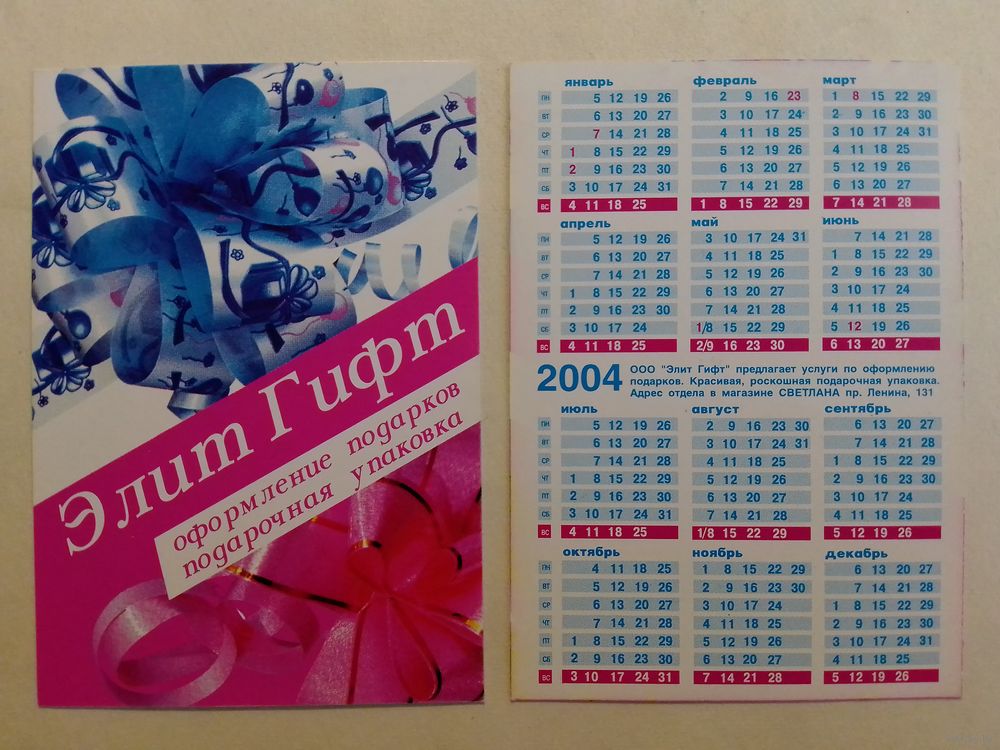 Элит Гифт
оформление подарков
подарочная упаковка
январь февраль март
ПН 5 12 19 26 2 9 16 23 1 8 15 22 29
ВТ 6 13 20 27 3 10 17 24 2 9 16 23 30
СР 7 14 21 28 4 11 18 25 3 10 17 24 31
ЧТ 1 8 15 22 29 5 12 19 26 4 11 18 25
ПТ 2 9 16 23 30 6 13 20 27 5 12 19 26
СБ 3 10 17 24 31 7 14 21 28 6 13 20 27
ВС 4 11 18 25 1 8 15 22 29 7 14 21 28
апрель май июнь
ПН 5 12 19 26 3 10 17 24 31 7 14 21 28
ВТ 6 13 20 27 4 11 18 25 1 8 15 22 29
СР 7 14 21 28 5 12 19 26 2 9 16 23 30
ЧТ 1 8 15 22 29 6 13 20 27 3 10 17 24
ПТ 2 9 16 23 30 7 14 21 28 4 11 18 25
СБ 3 10 17 24 1/8 15 22 29 5 12 19 26
ВС 4 11 18 25 2/9 16 23 30 6 13 20 27
2004
ООО "Элит Гифт" предлагает услуги по оформлению
подарков. Красивая, роскошная подарочная упаковка.
Адрес отдела в магазине СВЕТЛАНА пр. Ленина, 131
июль август сентябрь
ПН 5 12 19 26 2 9 16 23 30 6 13 20 27
ВТ 6 13 20 27 3 10 17 24 31 7 14 21 28
СР 7 14 21 28 4 11 18 25 1 8 15 22 29
ЧТ 1 8 15 22 29 5 12 19 26 2 9 16 23 30
ПТ 2 9 16 23 30 6 13 20 27 3 10 17 24
СБ 3 10 17 24 31 7 14 21 28 4 11 18 25
ВС 4 11 18 25 1/8 15 22 29 5 12 19 26
октябрь ноябрь декабрь
ПН 4 11 18 25 1 8 15 22 29 6 13 20 27
ВТ 5 12 19 26 2 9 16 23 30 7 14 21 28
СР 6 13 20 27 3 10 17 24 1 8 15 22 29
ЧТ 7 14 21 28 4 11 18 25 2 9 16 23 30
ПТ 1 8 15 22 29 5 12 19 26 3 10 17 24 31
СБ 2 9 16 23 30 6 13 20 27 4 11 18 25
ВС 3 10 17 24 31 7 14 21 28 5 12 19 26